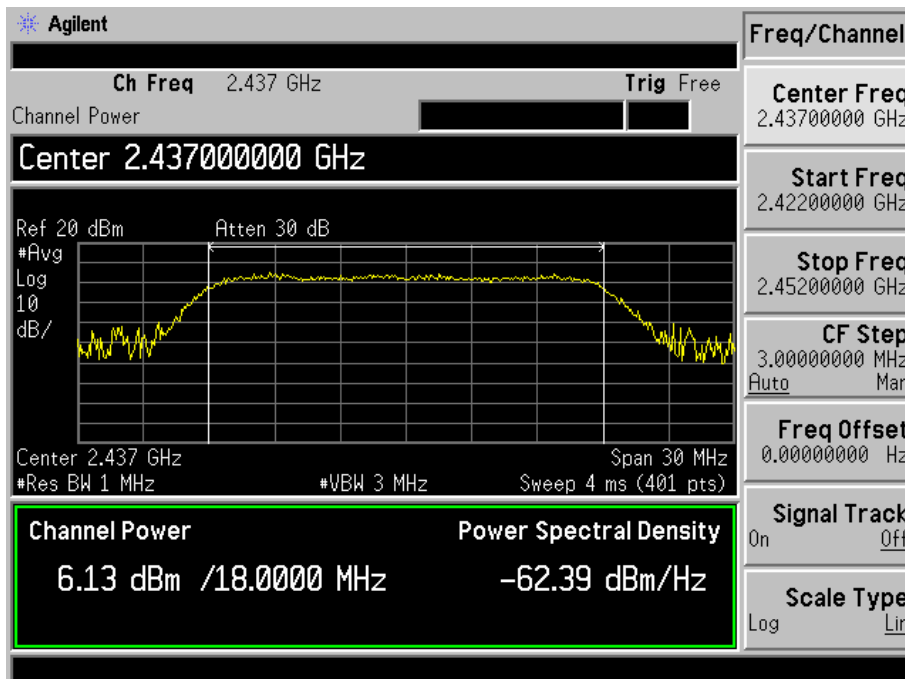 Agilent
Freq/Channel
Ch Freq 2.437 GHz Trig Free
Channel Power
Center 2.437000000 GHz
Ref 20 dBm Atten 30 dB
#Avg
Log
10
dB/
Center 2.437 GHz Span 30 MHz
#Res BW 1 MHz #VBW 3 MHz Sweep 4 ms (401 pts)
Channel Power Power Spectral Density
6.13 dBm /18.0000 MHz -62.39 dBm/Hz
Center Freq
2.43700000 GHz
Start Freq
2.42200000 GHz
Stop Freq
2.45200000 GHz
CF Step
3.00000000 MHz
Auto Man
Freq Offset
0.00000000 Hz
Signal Track
On Off
Scale Type
Log Lin